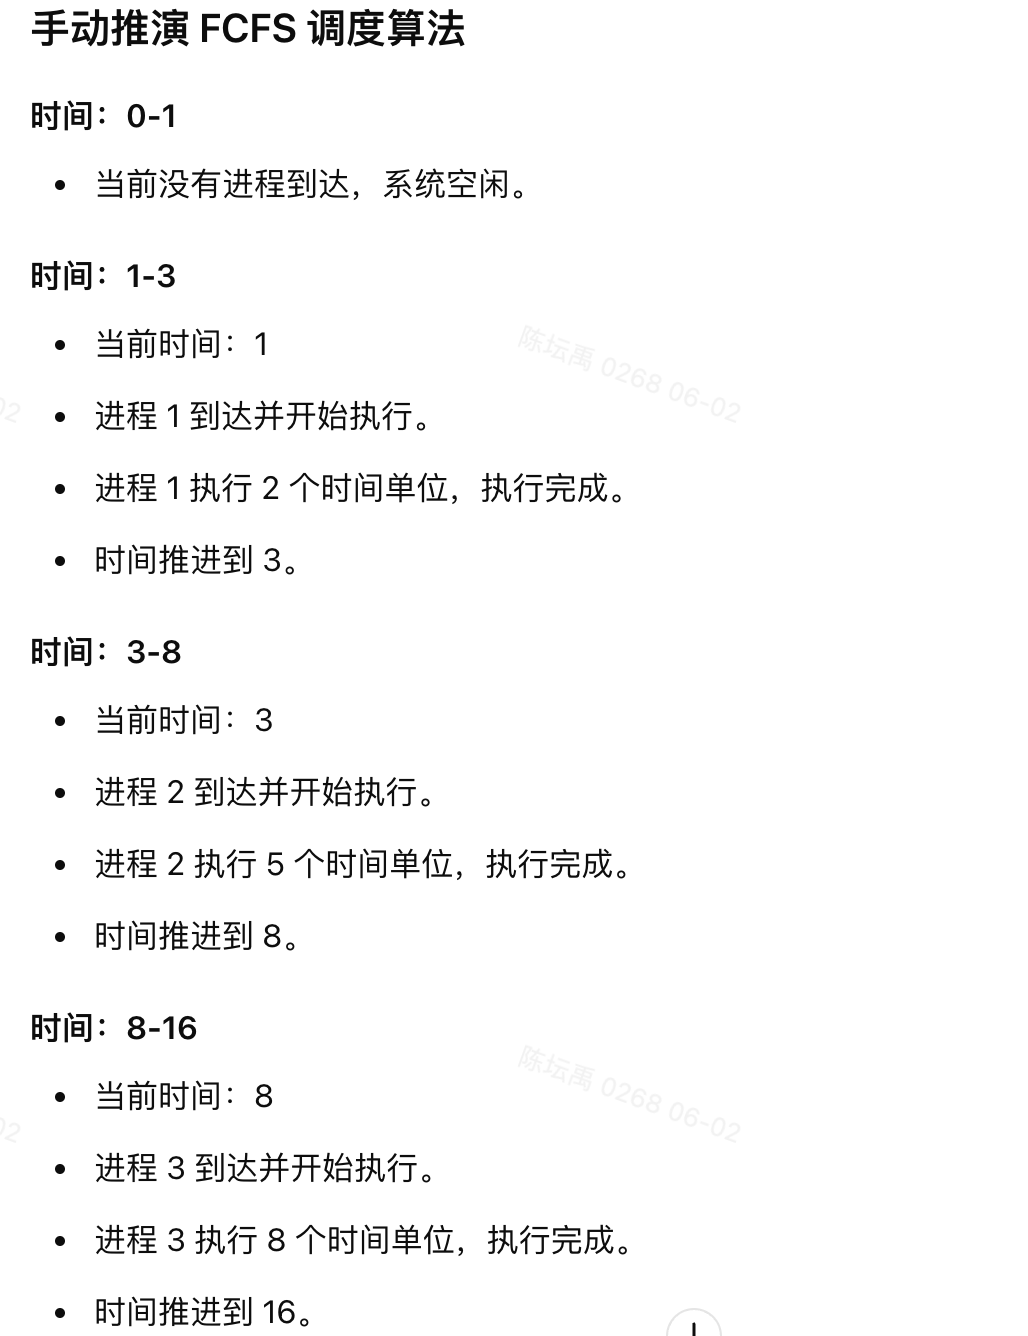 手动推演 FCFS 调度算法
时间：0-1
当前没有进程到达，系统空闲。
时间：1-3
当前时间：1
陈坛禹 0268 06-02
02
进程 1 到达并开始执行。
进程 1 执行 2 个时间单位，执行完成。
时间推进到 3。
时间：3-8
当前时间：3
进程 2 到达并开始执行。
进程 2 执行 5 个时间单位，执行完成。
时间推进到 8。
时间：8-16
当前时间：8
陈坛禹 0268 06-02
02
进程 3 到达并开始执行。
进程 3 执行 8 个时间单位，执行完成。
时间推进到 16。